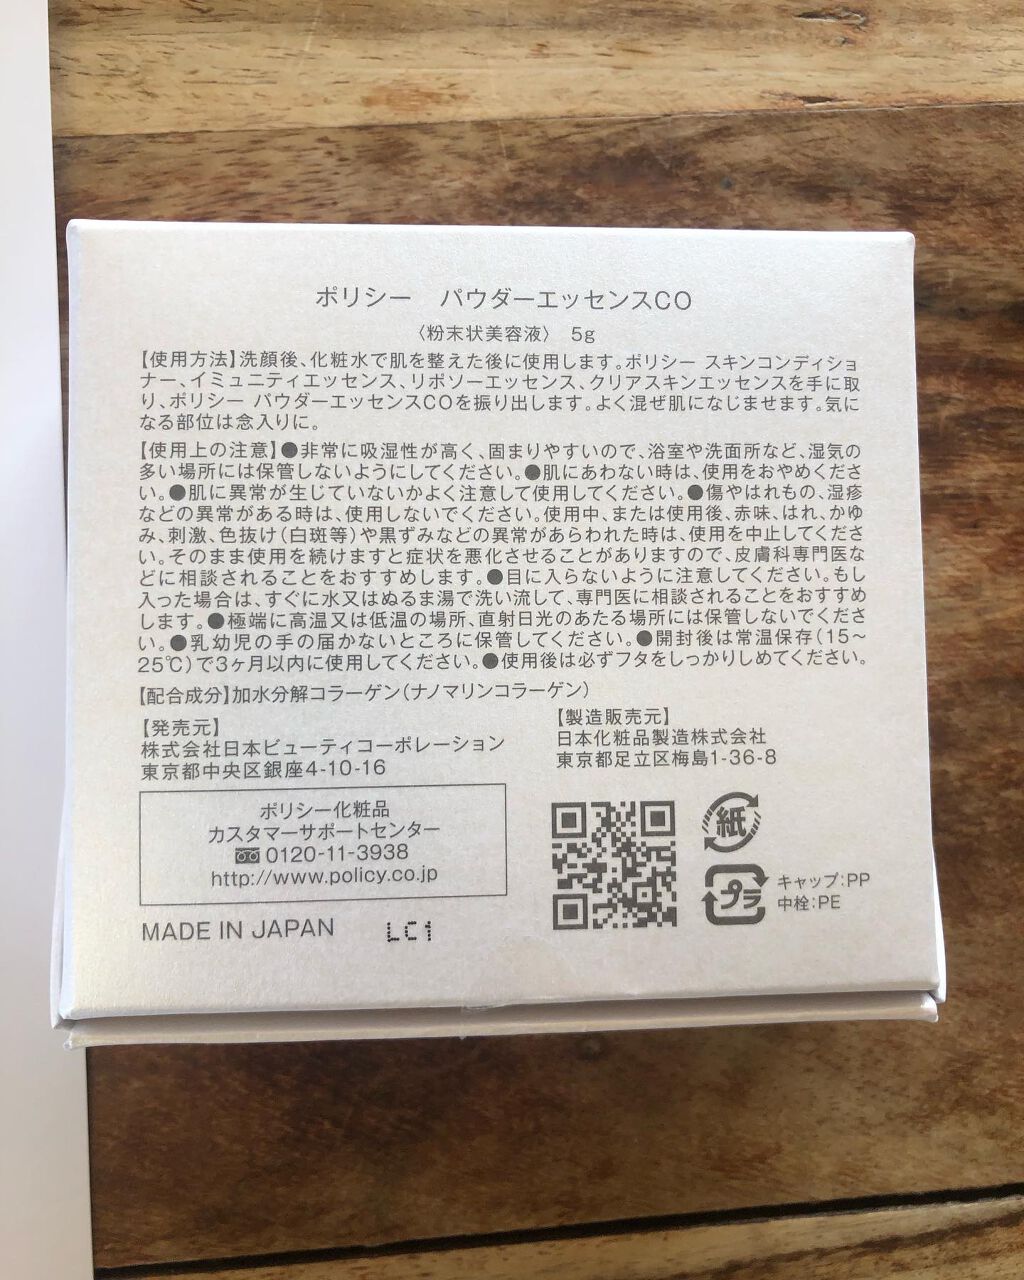 ポリシー　パウダーエッセンスCO
〈粉末状美容液〉 5g
【使用方法】洗顔後、化粧水で肌を整えた後に使用します。ポリシー スキンコンディショ
ナー、イミュニティエッセンス、リポソーエッセンス、クリアスキンエッセンスを手に取
り、ポリシー パウダーエッセンスCOを振り出します。よく混ぜ肌になじませます。気に
なる部位は念入りに。
【使用上の注意】●非常に吸湿性が高く、固まりやすいので、浴室や洗面所など、湿気の
多い場所には保管しないようにしてください。●肌にあわない時は、使用をおやめくださ
い。●肌に異常が生じていないかよく注意して使用してください。●傷やはれもの、湿疹
などの異常がある時は、使用しないでください。使用中、または使用後、赤味、はれ、かゆ
み、刺激、色抜け(白斑等)や黒ずみなどの異常があらわれた時は、使用を中止してくださ
い。そのまま使用を続けますと症状を悪化させることがありますので、皮膚科専門医な
どに相談されることをおすすめします。●目に入らないように注意してください。もし
入った場合は、すぐに水又はぬるま湯で洗い流して、専門医に相談されることをおすすめ
します。●極端に高温又は低温の場所、直射日光のあたる場所には保管しないでくださ
い。●乳幼児の手の届かないところに保管してください。●開封後は常温保存(15～
25℃)で3ヶ月以内に使用してください。●使用後は必ずフタをしっかりしめてください。
【配合成分】加水分解コラーゲン(ナノマリンコラーゲン)
【発売元】
株式会社日本ビューティコーポレーション
東京都中央区銀座4-10-16
【製造販売元】
日本化粧品製造株式会社
東京都足立区梅島1-36-8
ポリシー化粧品
カスタマーサポートセンター
0120-11-3938
http://www.policy.co.jp
紙
プラ
キャップ:PP
中栓:PE
MADE IN JAPAN
LC1